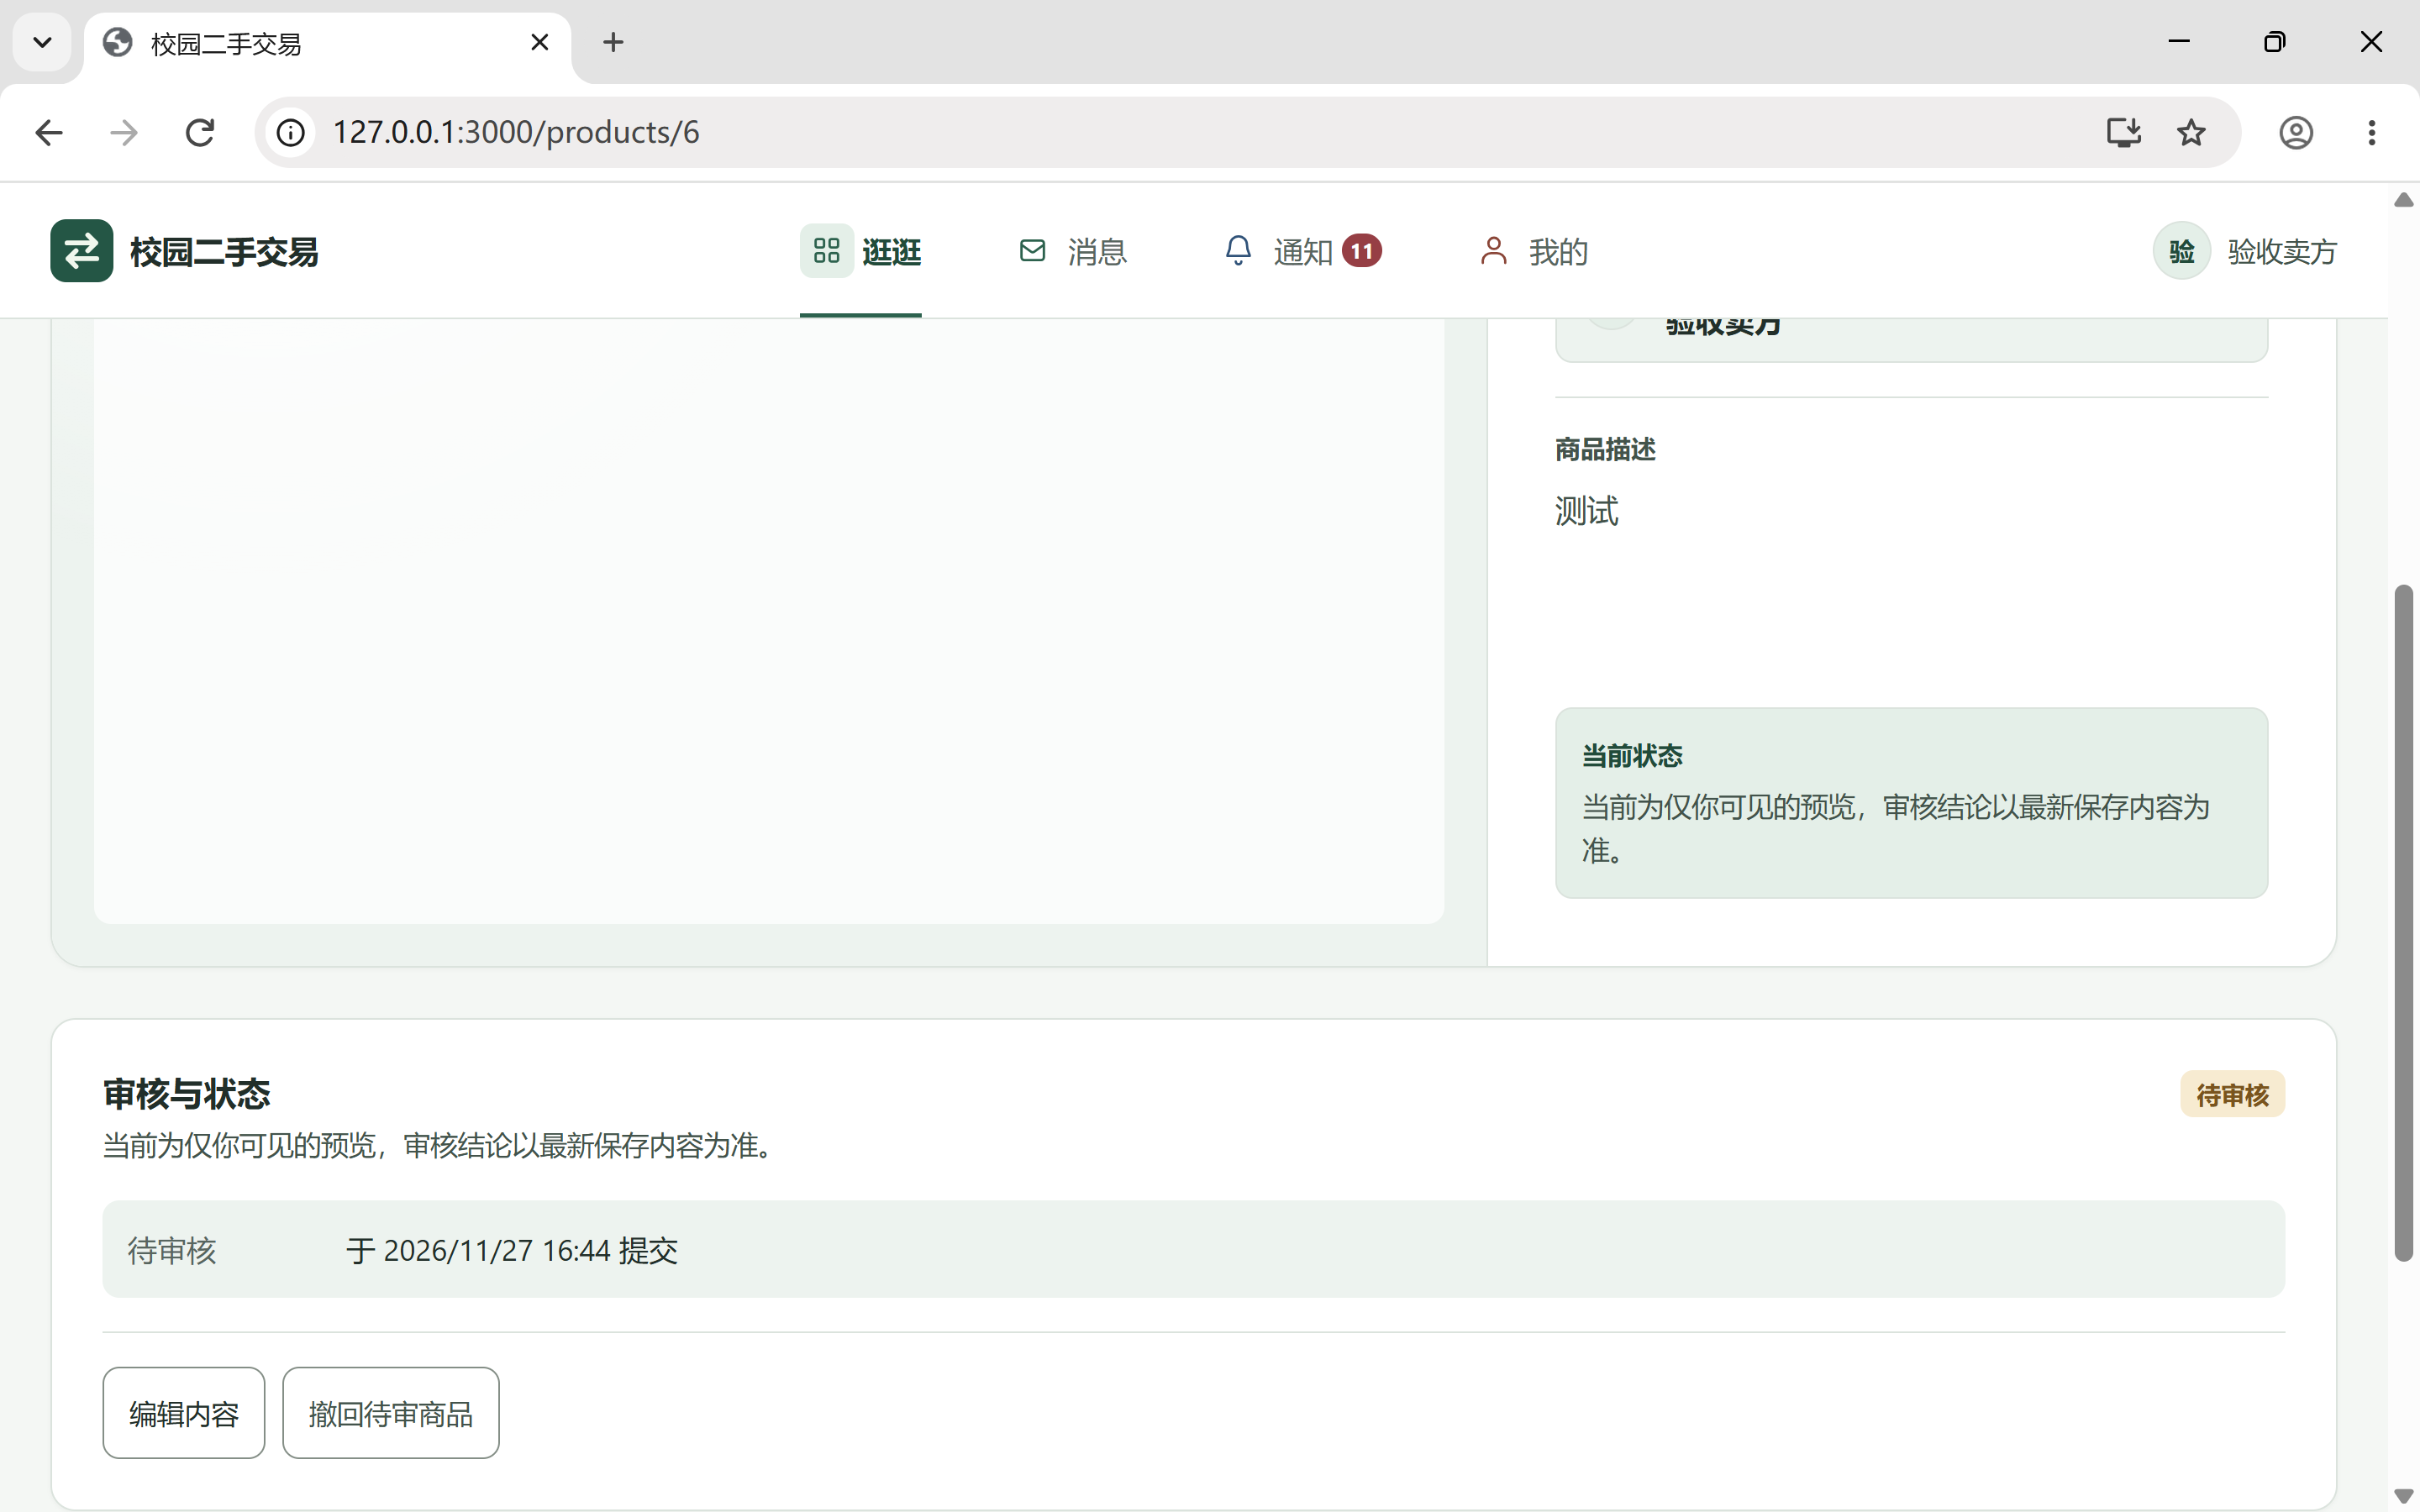 校园二手交易
127.0.0.1:3000/products/6
校园二手交易
逛逛
消息
通知 11
我的
验 验收卖方
验收卖方
商品描述
测试
当前状态
当前为仅你可见的预览，审核结论以最新保存内容为
准。
审核与状态
待审核
当前为仅你可见的预览，审核结论以最新保存内容为准。
待审核 于 2026/11/27 16:44 提交
编辑内容
撤回待审商品